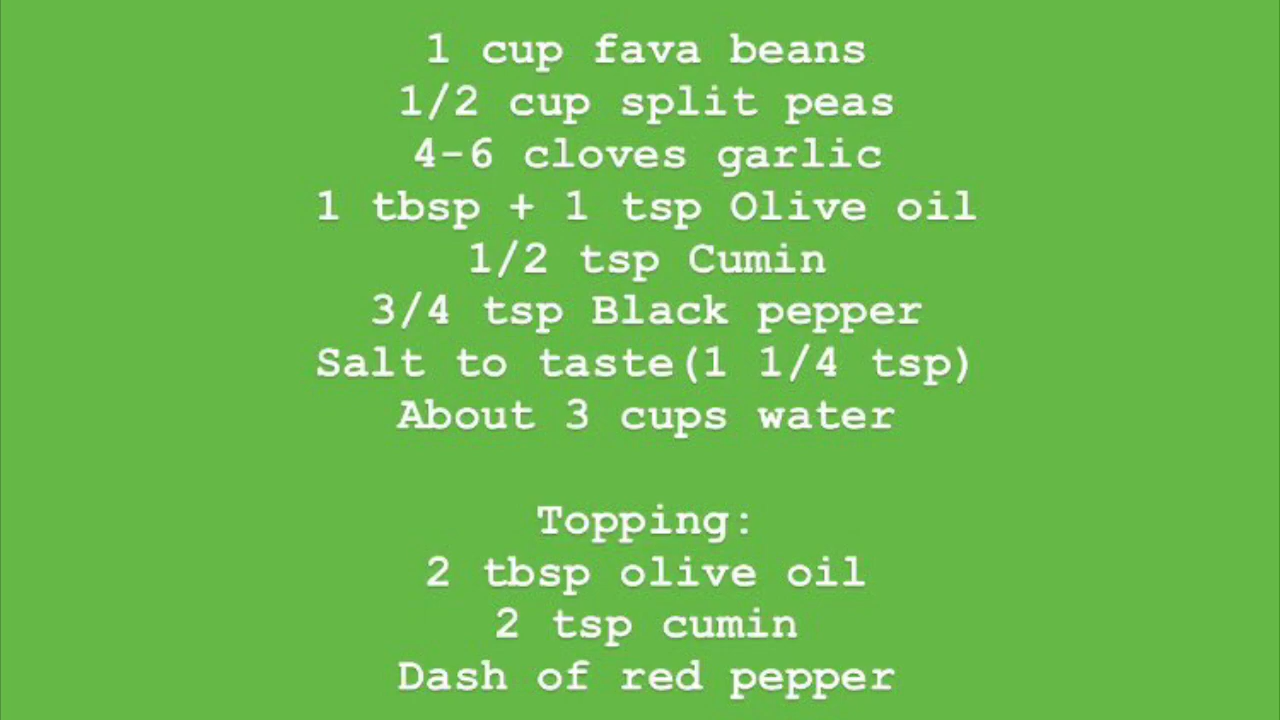 1 cup fava beans
1/2 cup split peas
4-6 cloves garlic
1 tbsp + 1 tsp Olive oil
1/2 tsp Cumin
3/4 tsp Black pepper
Salt to taste(1 1/4 tsp)
About 3 cups water
Topping:
2 tbsp olive oil
2 tsp cumin
Dash of red pepper